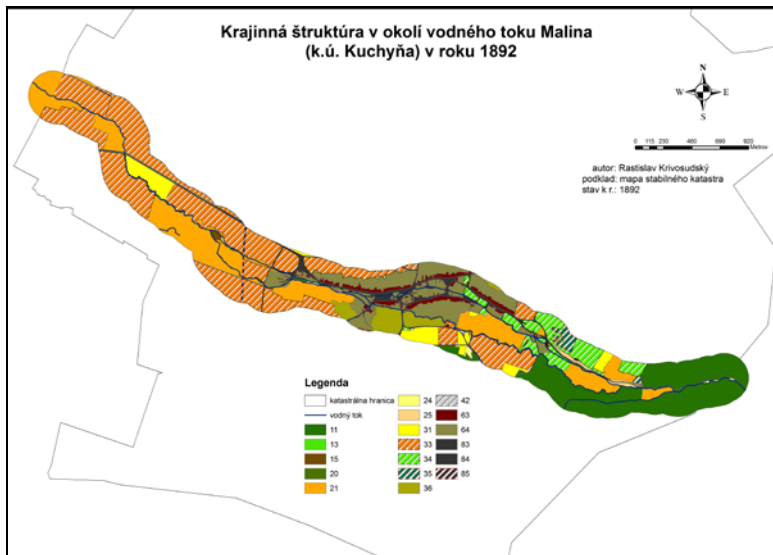 Krajinná štruktúra v okolí vodného toku Malina
(k.ú. Kuchyňa) v roku 1892
N
W E
S
0 115 230 460 690 920
Metrov
autor: Rastislav Krivosudský
podklad: mapa stabilného katastra
stav k r.: 1892
Legenda
katastrálna hranica
vodný tok
11
13
15
20
21
24
25
31
33
34
35
36
42
63
64
83
84
85